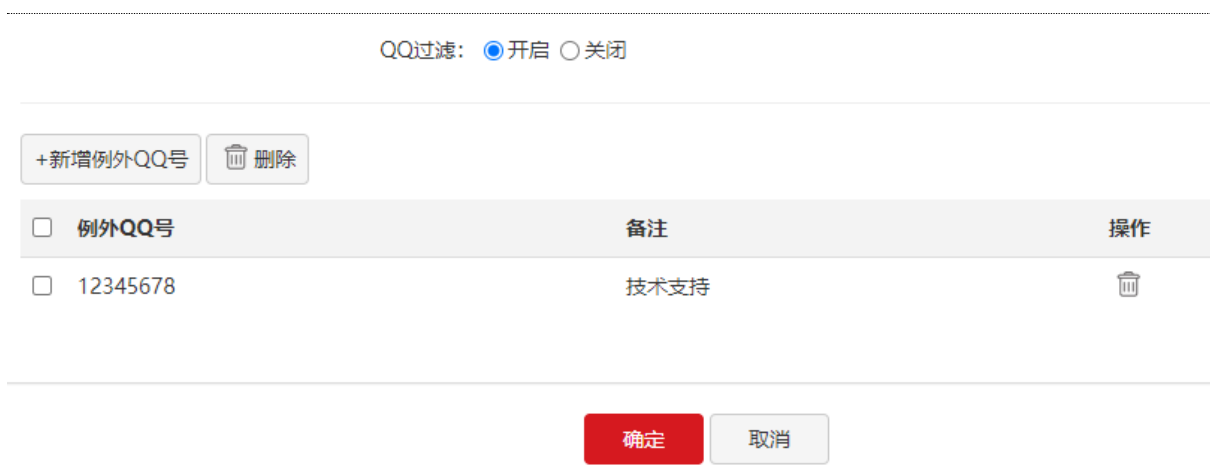 QQ过滤： 开启 关闭
+新增例外QQ号 删除
例外QQ号 备注 操作
12345678 技术支持
确定 取消